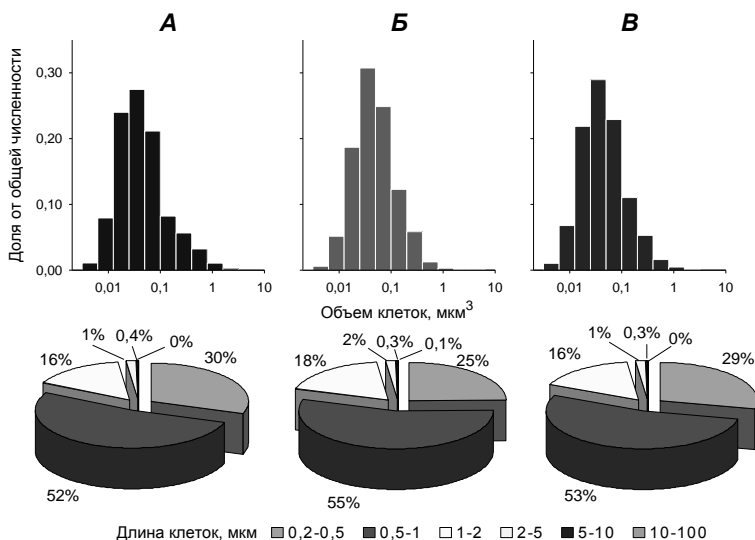 А Б В
Доля от общей численности
0,30
0,20
0,10
0,00
0,01 0,1 1 10 0,01 0,1 1 10 0,01 0,1 1 10
Объем клеток, мкм3
1% 0,4% 0% 2% 0,3% 0,1% 1% 0,3% 0%
16% 30% 18% 25% 16% 29%
52% 55% 53%
Длина клеток, мкм 0,2-0,5 0,5-1 1-2 2-5 5-10 10-100